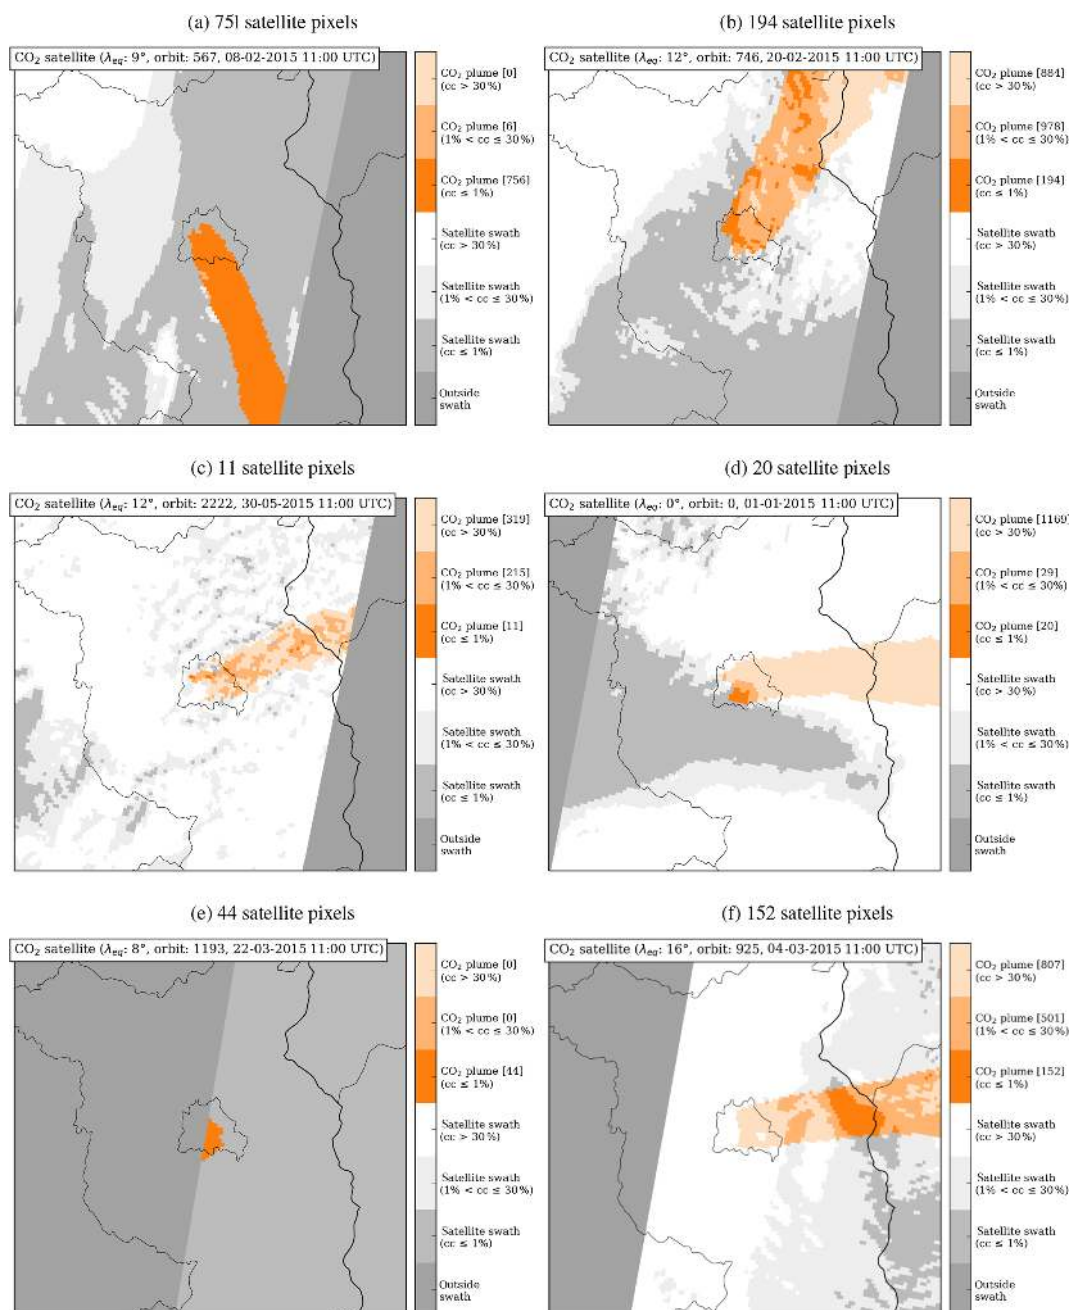 (a) 751 satellite pixels
CO₂ satellite (λeq: 9°, orbit: 567, 08-02-2015 11:00 UTC)
CO₂ plume [0]
(cc > 30%)
CO₂ plume [6]
(1% < cc ≤ 30%)
CO₂ plume [756]
(cc ≤ 1%)
Satellite swath
(cc > 30%)
Satellite swath
(1% < cc ≤ 30%)
Satellite swath
(cc ≤ 1%)
Outside
swath
(b) 194 satellite pixels
CO₂ satellite (λeq: 12°, orbit: 746, 20-02-2015 11:00 UTC)
CO₂ plume [884]
(cc > 30%)
CO₂ plume [978]
(1% < cc ≤ 30%)
CO₂ plume [194]
(cc ≤ 1%)
Satellite swath
(cc > 30%)
Satellite swath
(1% < cc ≤ 30%)
Satellite swath
(cc ≤ 1%)
Outside
swath
(c) 11 satellite pixels
CO₂ satellite (λeq: 12°, orbit: 2222, 30-05-2015 11:00 UTC)
CO₂ plume [319]
(cc > 30%)
CO₂ plume [215]
(1% < cc ≤ 30%)
CO₂ plume [11]
(cc ≤ 1%)
Satellite swath
(cc > 30%)
Satellite swath
(1% < cc ≤ 30%)
Satellite swath
(cc ≤ 1%)
Outside
swath
(d) 20 satellite pixels
CO₂ satellite (λeq: 0°, orbit: 0, 01-01-2015 11:00 UTC)
CO₂ plume [1169]
(cc > 30%)
CO₂ plume [29]
(1% < cc ≤ 30%)
CO₂ plume [20]
(cc ≤ 1%)
Satellite swath
(cc > 30%)
Satellite swath
(1% < cc ≤ 30%)
Satellite swath
(cc ≤ 1%)
Outside
swath
(e) 44 satellite pixels
CO₂ satellite (λeq: 8°, orbit: 1193, 22-03-2015 11:00 UTC)
CO₂ plume [0]
(cc > 30%)
CO₂ plume [0]
(1% < cc ≤ 30%)
CO₂ plume [44]
(cc ≤ 1%)
Satellite swath
(cc > 30%)
Satellite swath
(1% < cc ≤ 30%)
Satellite swath
(cc ≤ 1%)
Outside
swath
(f) 152 satellite pixels
CO₂ satellite (λeq: 16°, orbit: 925, 04-03-2015 11:00 UTC)
CO₂ plume [807]
(cc > 30%)
CO₂ plume [501]
(1% < cc ≤ 30%)
CO₂ plume [152]
(cc ≤ 1%)
Satellite swath
(cc > 30%)
Satellite swath
(1% < cc ≤ 30%)
Satellite swath
(cc ≤ 1%)
Outside
swath